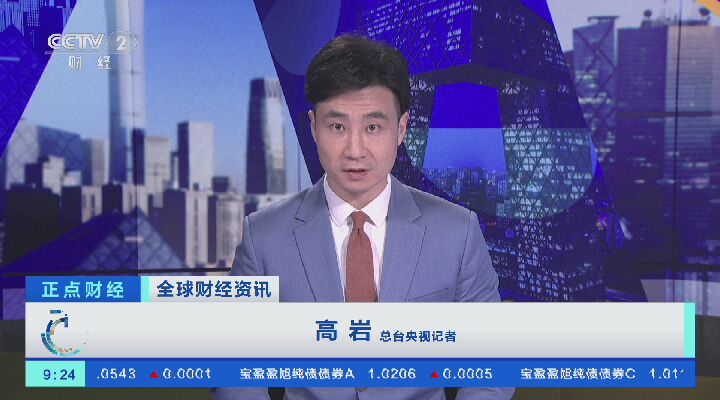 CCTV 2
财 经
正点财经 全球财经资讯
高 岩 总台央视记者
9:24 .0543 ▲0.0001 宝盈盈旭纯债债券A 1.0206 ▲0.0005 宝盈盈旭纯债债券C 1.011